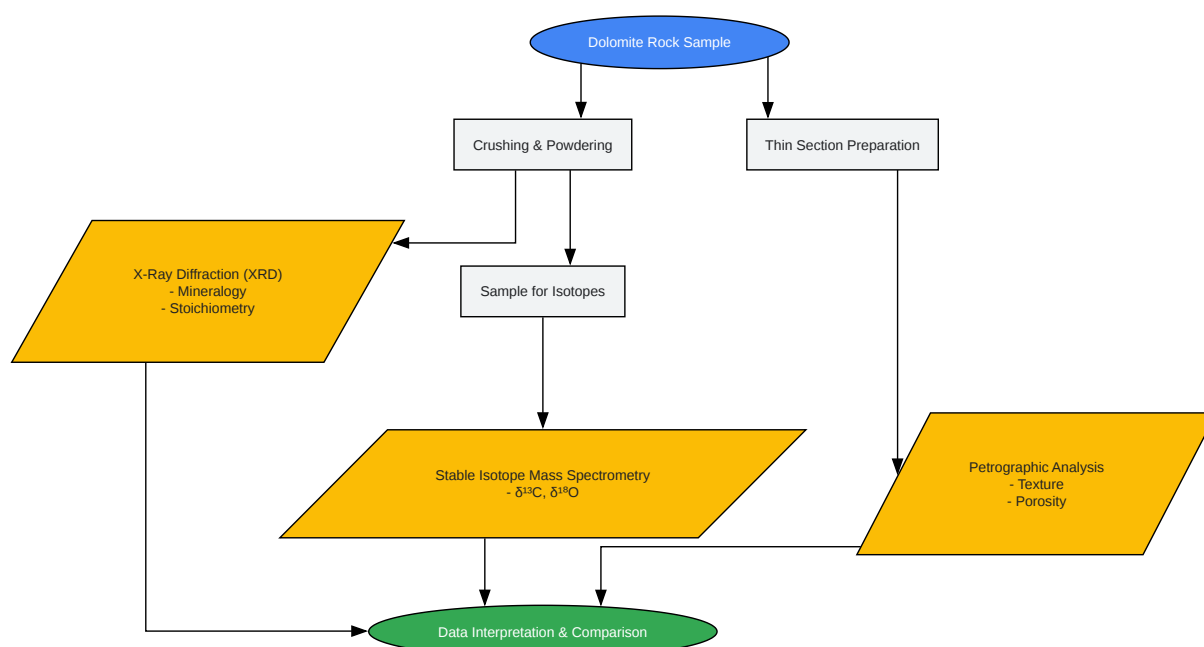 Dolomite Rock Sample
Crushing & Powdering
Thin Section Preparation
X-Ray Diffraction (XRD)
- Mineralogy
- Stoichiometry
Sample for Isotopes
Stable Isotope Mass Spectrometry
- δ¹³C, δ¹⁸O
Petrographic Analysis
- Texture
- Porosity
Data Interpretation & Comparison